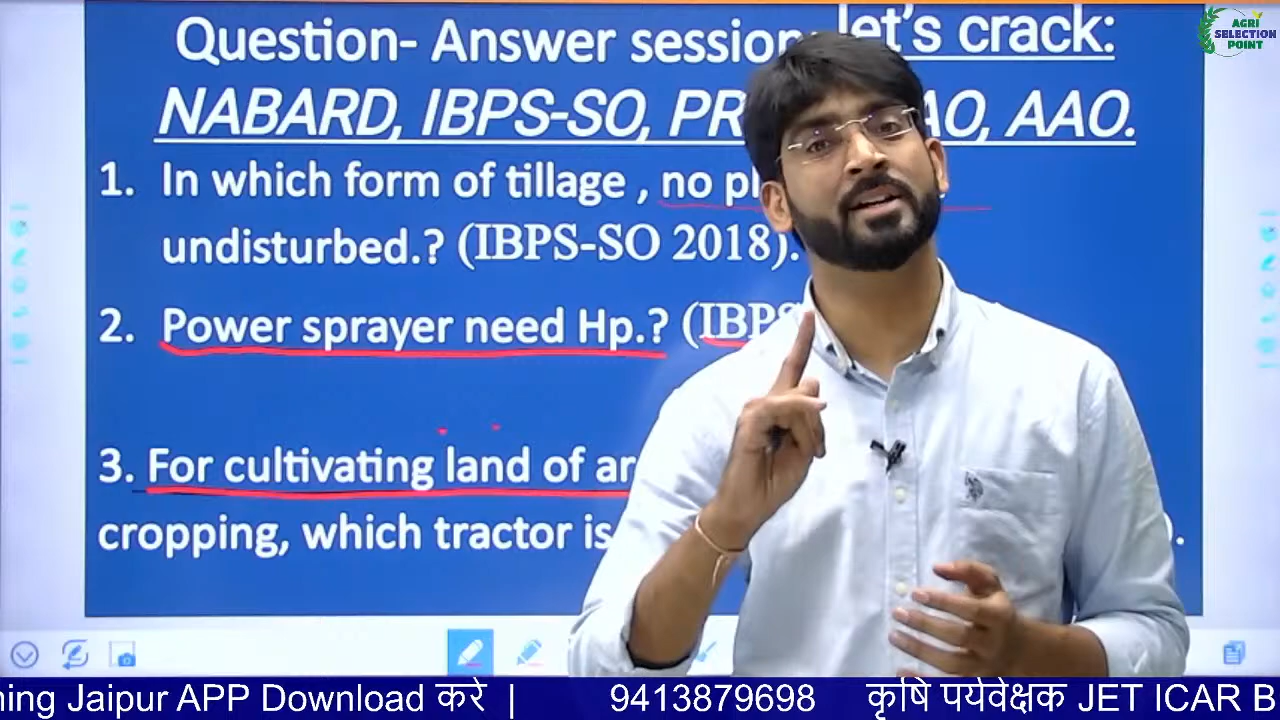 Question- Answer session: let's crack:
NABARD, IBPS-SO, PR AO, AAO.
1. In which form of tillage , no pl
undisturbed.? (IBPS-SO 2018).
2. Power sprayer need Hp.? (IBPS
3. For cultivating land of ar
cropping, which tractor is
AGRI
SELECTION
POINT
ning Jaipur APP Download करे | 9413879698 कृषि पर्यवेक्षक JET ICAR B